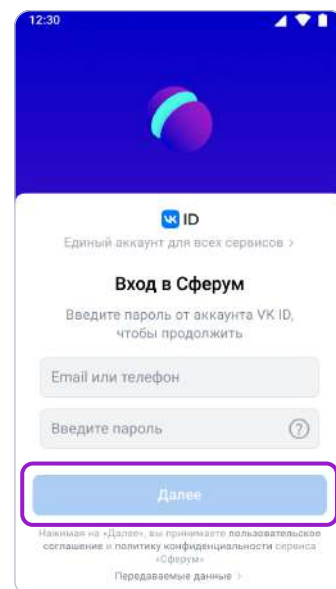 12:30
VK ID
Единый аккаунт для всех сервисов >
Вход в Сферум
Введите пароль от аккаунта VK ID,
чтобы продолжить
Email или телефон
Введите пароль ?
Далее
Нажимая на «Далее», вы принимаете пользовательское
соглашение и политику конфиденциальности сервиса
«Сферум»
Передаваемые данные >